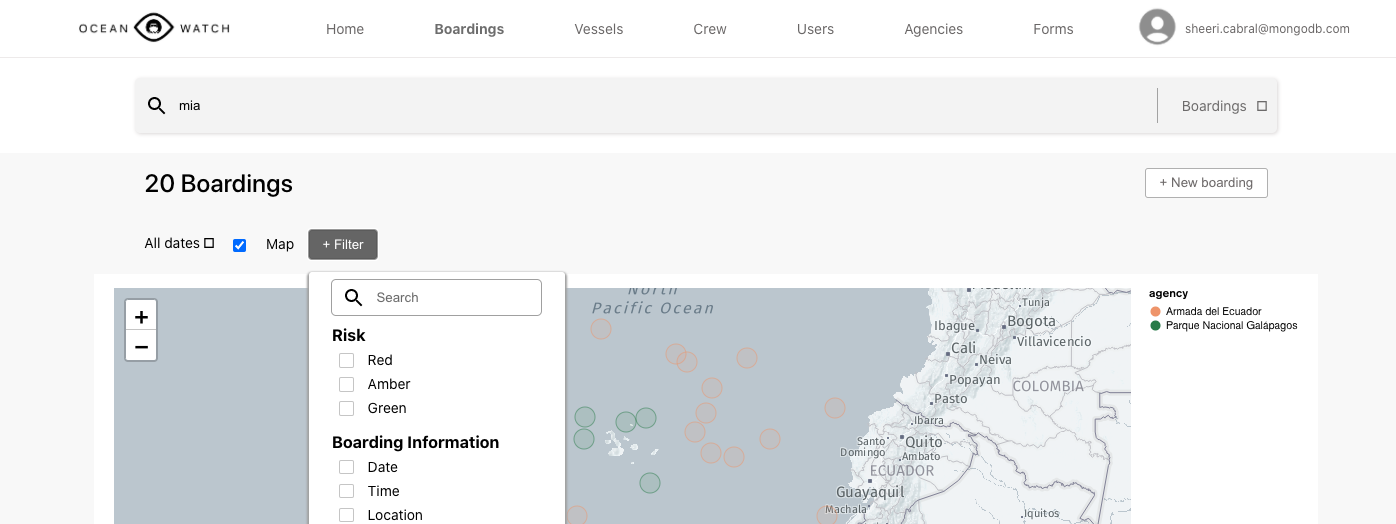 OCEAN WATCH
Home Boardings Vessels Crew Users Agencies Forms sheeri.cabral@mongodb.com
mia Boardings
20 Boardings + New boarding
All dates Map + Filter
Search
Risk
Red
Amber
Green
Boarding Information
Date
Time
Location
+
−
North
Pacific Ocean
Medellín
Tunja
Ibague
Bogota
Villavicencio
Cali
Neiva
Popayan
COLOMBIA
Pasto
Ibarra
Santo
Domingo
Quito
Ambato
ECUADOR
Guayaquil
Machala
Iquitos
agency
Armada del Ecuador
Parque Nacional Galápagos